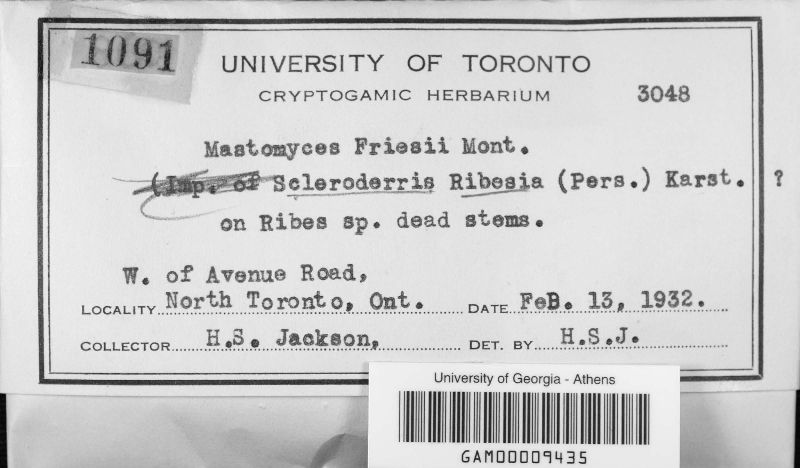 1091
UNIVERSITY OF TORONTO
CRYPTOGAMIC HERBARIUM 3048
Mastomyces Friesii Mont.
(Imp. of Scleroderris Ribesia (Pers.) Karst. ?
on Ribes sp. dead stems.
W. of Avenue Road,
LOCALITY North Toronto, Ont. DATE FeB. 13, 1932.
COLLECTOR H.S. Jackson, DET. BY H.S.J.
University of Georgia - Athens
GAM00009435